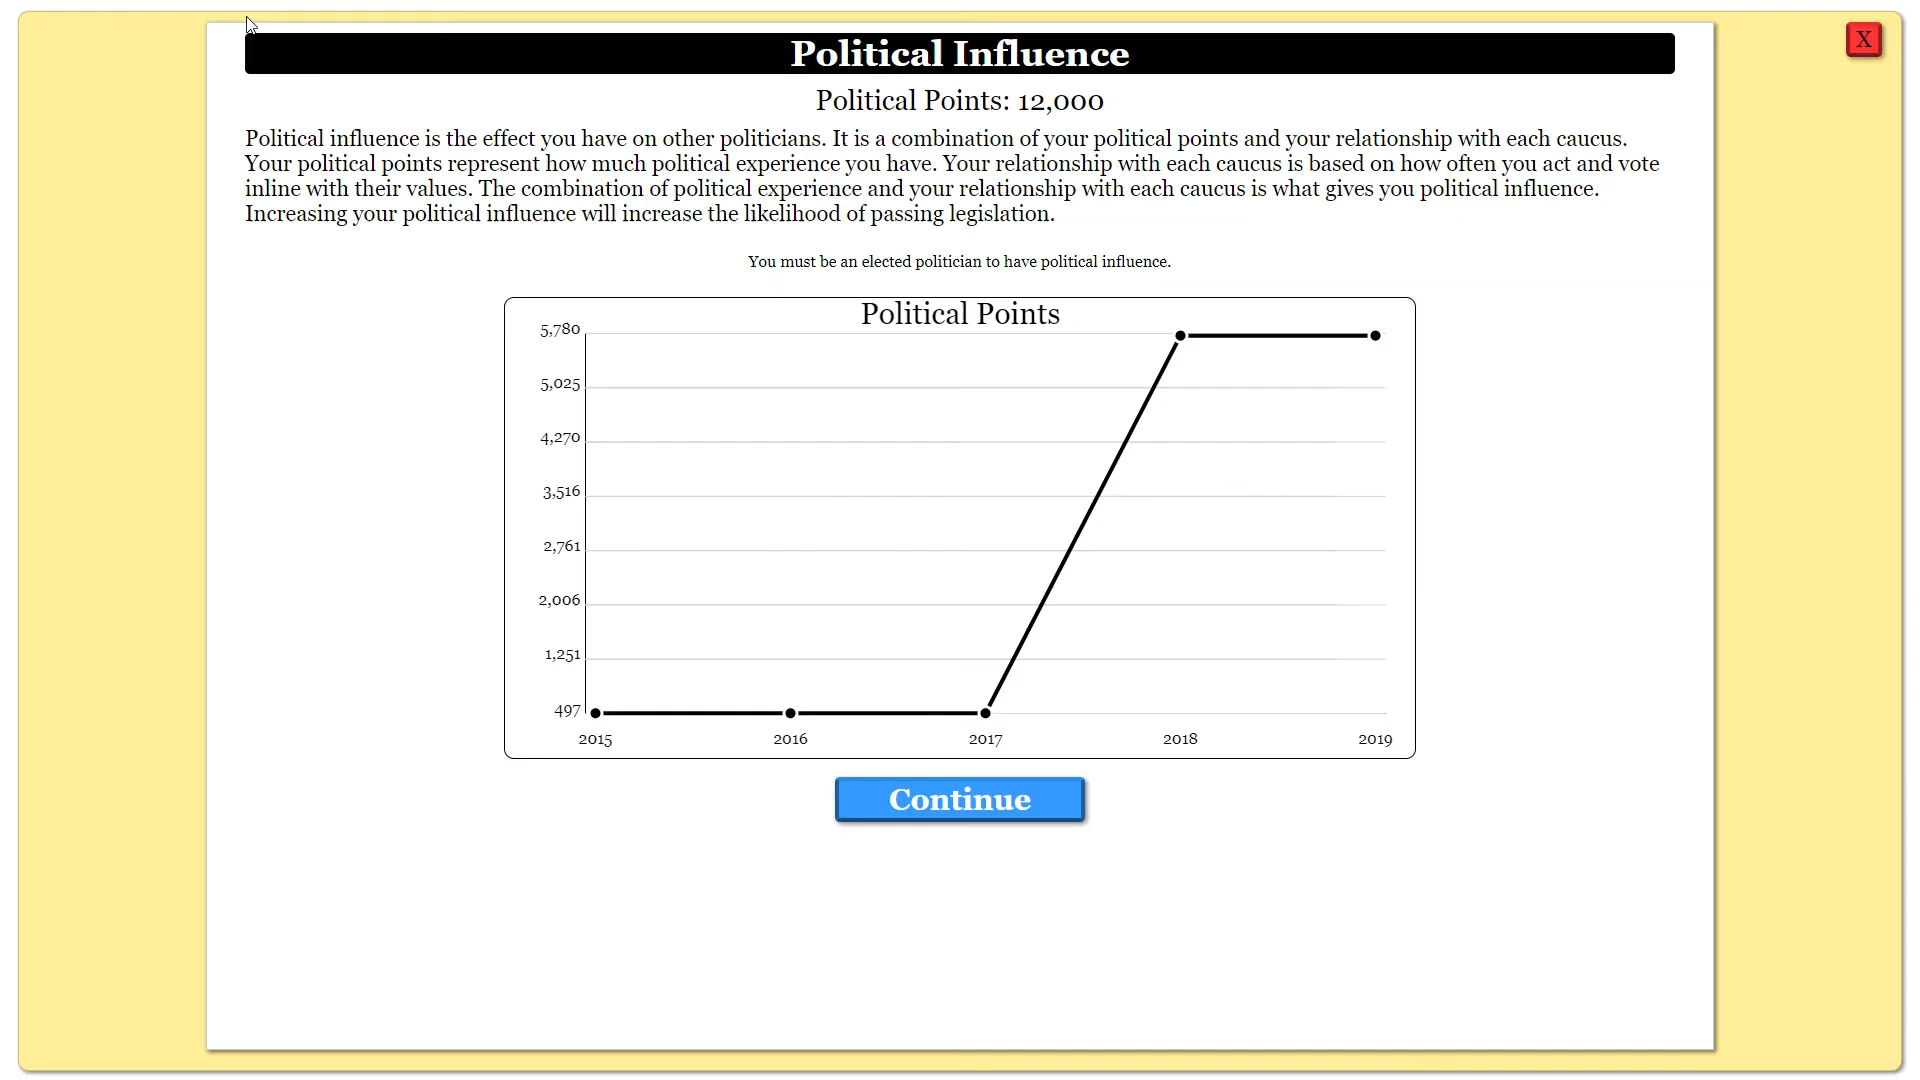 X
Political Influence
Political Points: 12,000
Political influence is the effect you have on other politicians. It is a combination of your political points and your relationship with each caucus.
Your political points represent how much political experience you have. Your relationship with each caucus is based on how often you act and vote
inline with their values. The combination of political experience and your relationship with each caucus is what gives you political influence.
Increasing your political influence will increase the likelihood of passing legislation.
You must be an elected politician to have political influence.
Political Points
5,780
5,025
4,270
3,516
2,761
2,006
1,251
497
2015 2016 2017 2018 2019
Continue